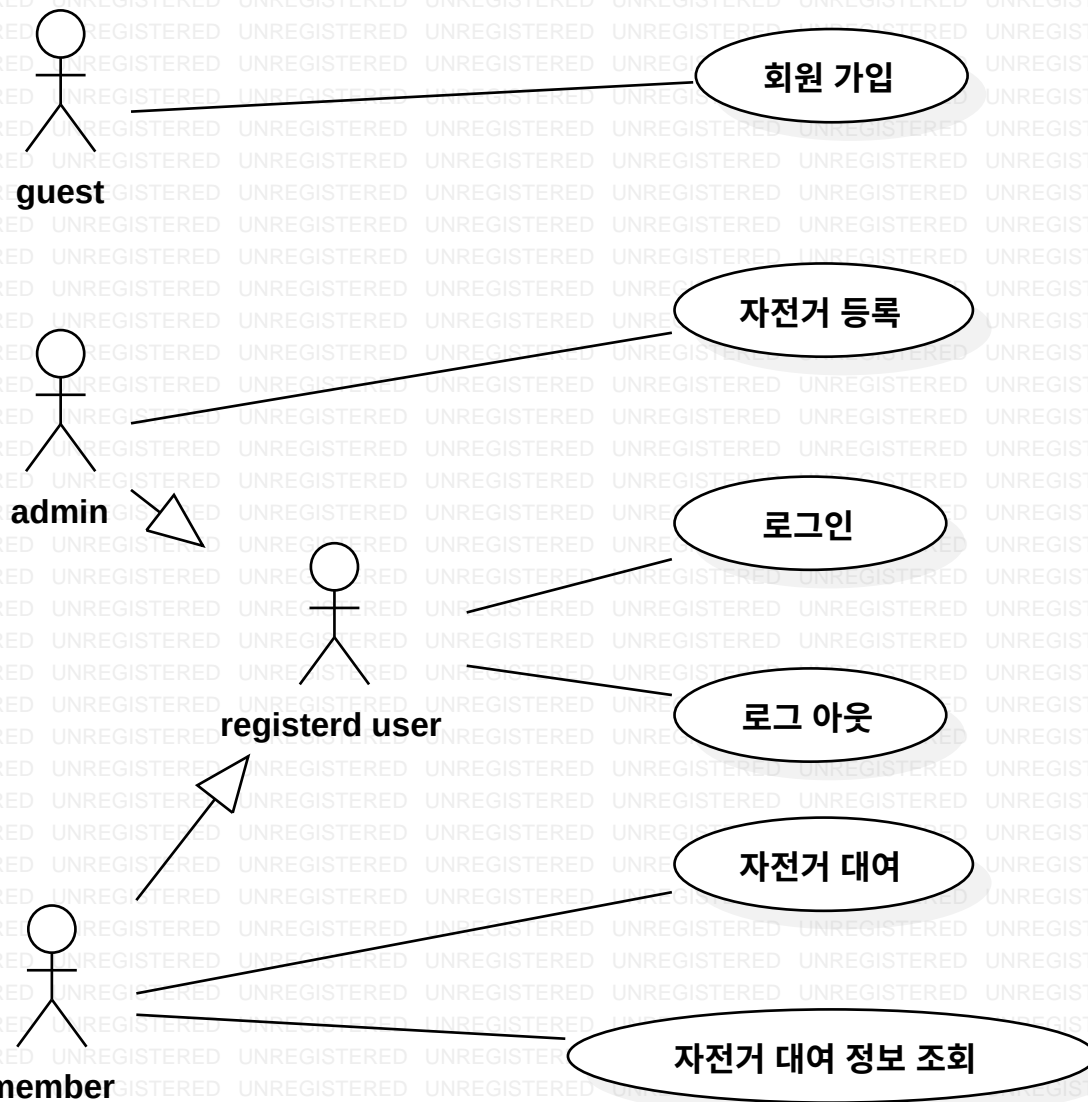 회원 가입
guest
자전거 등록
admin
로그인
registerd user
로그 아웃
자전거 대여
member
자전거 대여 정보 조회
UNREGISTERED